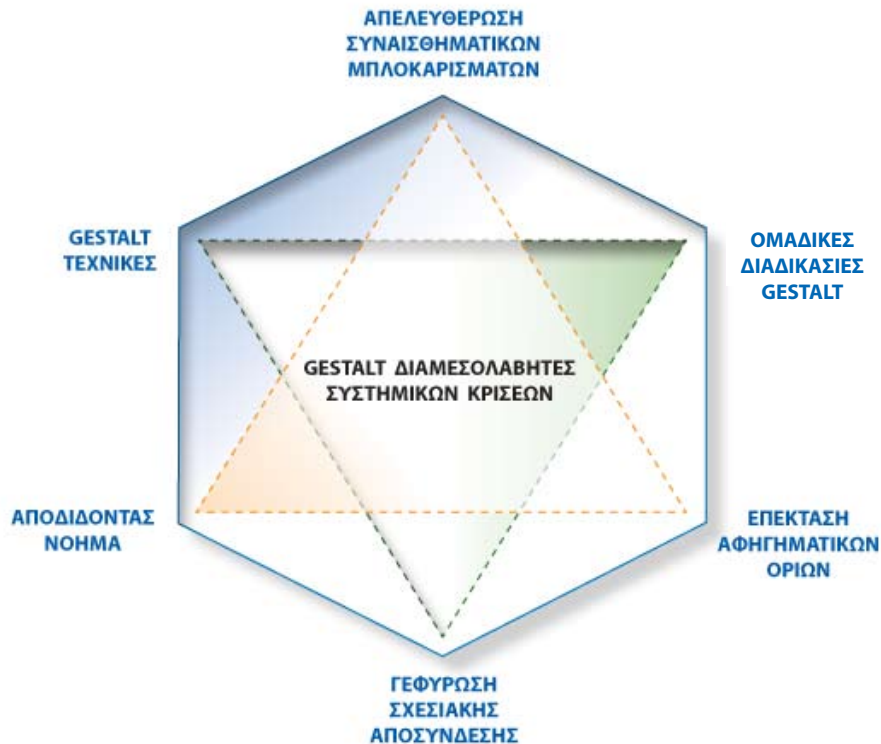 ΑΠΕΛΕΥΘΕΡΩΣΗ
ΣΥΝΑΙΣΘΗΜΑΤΙΚΩΝ
ΜΠΛΟΚΑΡΙΣΜΑΤΩΝ
GESTALT
ΤΕΧΝΙΚΕΣ
ΟΜΑΔΙΚΕΣ
ΔΙΑΔΙΚΑΣΙΕΣ
GESTALT
GESTALT ΔΙΑΜΕΣΟΛΑΒΗΤΕΣ
ΣΥΣΤΗΜΙΚΩΝ ΚΡΙΣΕΩΝ
ΑΠΟΔΙΔΟΝΤΑΣ
ΝΟΗΜΑ
ΕΠΕΚΤΑΣΗ
ΑΦΗΓΗΜΑΤΙΚΩΝ
ΟΡΙΩΝ
ΓΕΦΥΡΩΣΗ
ΣΧΕΣΙΑΚΗΣ
ΑΠΟΣΥΝΔΕΣΗΣ